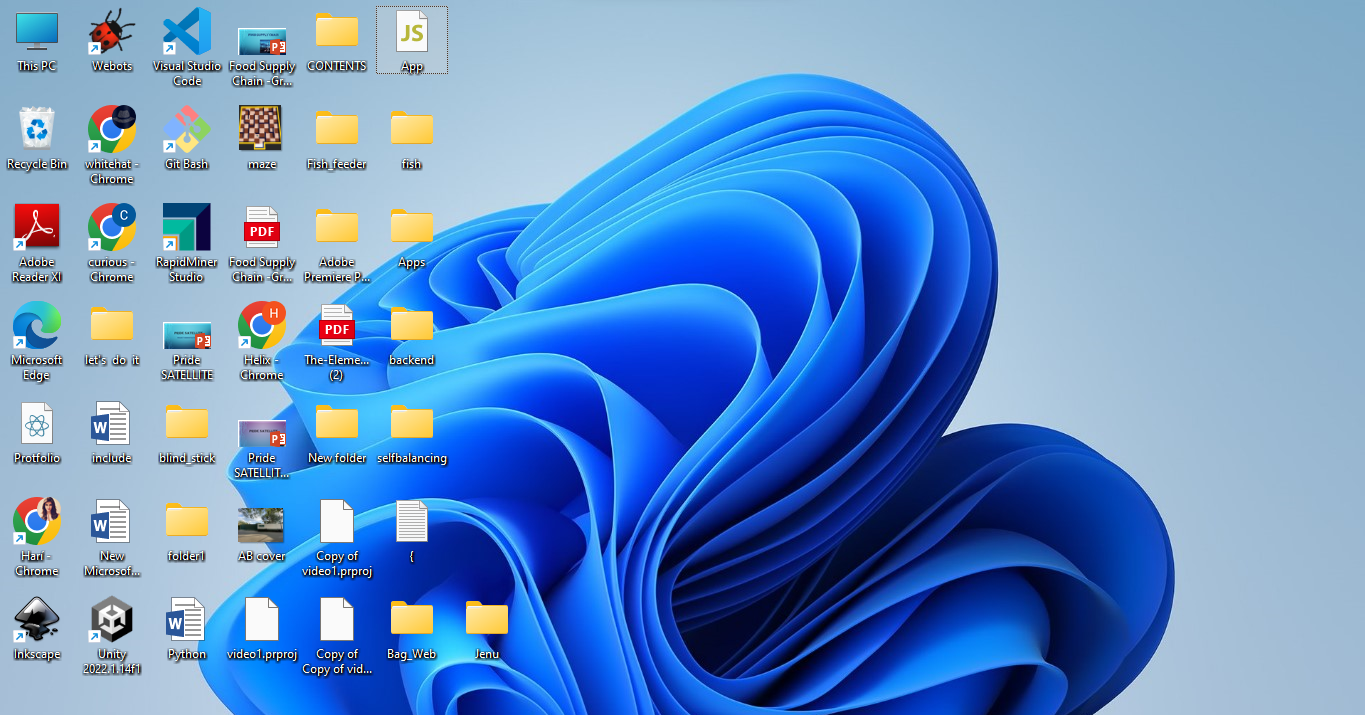 This PC
Webots
Visual Studio
Code
Food Supply
Chain -Gr...
CONTENTS
JS
App
Recycle Bin
whitehat -
Chrome
Git Bash
maze
Fish_feeder
fish
Adobe
Reader XI
C
curious -
Chrome
RapidMiner
Studio
PDF
Food Supply
Chain -Gr...
Adobe
Premiere P...
Apps
Microsoft
Edge
let's do it
Pride
SATELLITE
H
Helix -
Chrome
PDF
The-Eleme...
(2)
backend
Protfolio
W
include
blind_stick
Pride
SATELLIT...
New folder
selfbalancing
Hari -
Chrome
W
New
Microsof...
folder1
AB cover
Copy of
video1.prproj
{
Inkscape
Unity
2022.1.14f1
W
Python
video1.prproj
Copy of
Copy of vid...
Bag_Web
Jenu